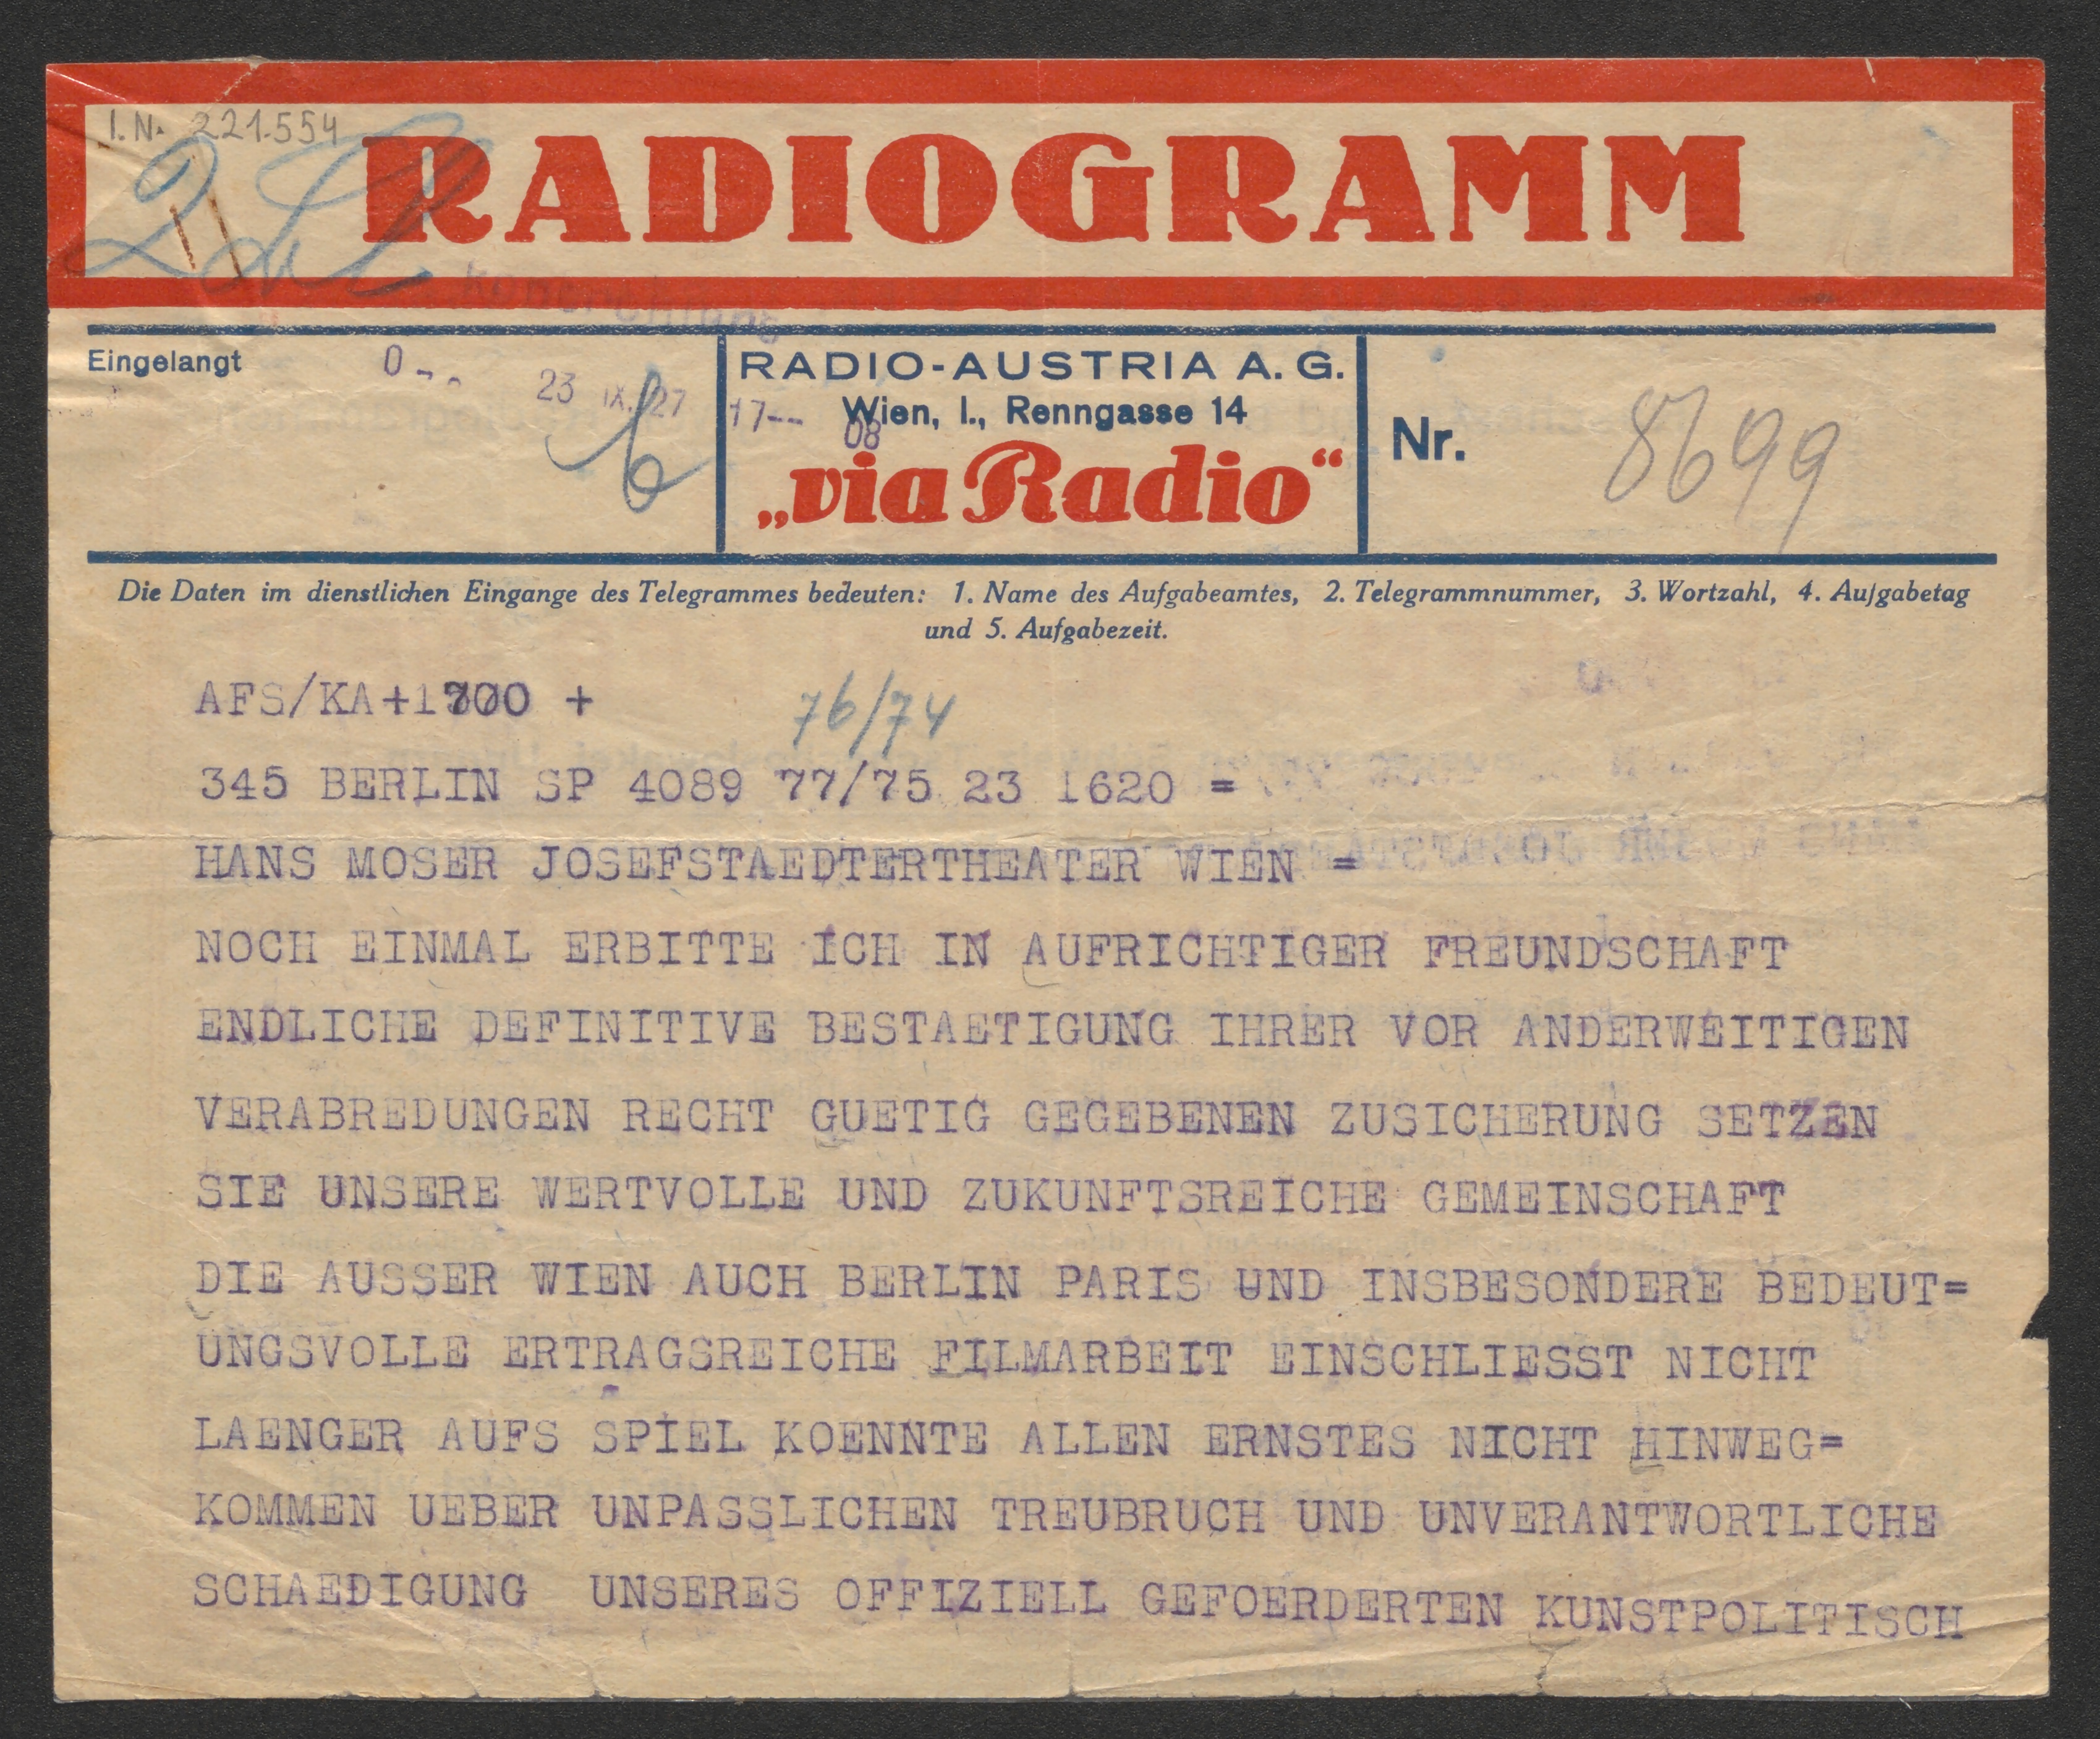 I.N. 221.554
RADIOGRAMM
Eingelangt
23 IX. 27 17--
08
RADIO-AUSTRIA A. G.
Wien, I., Renngasse 14
„via Radio“
Nr. 8699
Die Daten im dienstlichen Eingange des Telegrammes bedeuten: 1. Name des Aufgabeamtes, 2. Telegrammnummer, 3. Wortzahl, 4. Aufgabetag
und 5. Aufgabezeit.
AFS/KA+1700 +
76/74
345 BERLIN SP 4089 77/75 23 1620 =
HANS MOSER JOSEFSTAEDTERTHEATER WIEN =
NOCH EINMAL ERBITTE ICH IN AUFRICHTIGER FREUNDSCHAFT
ENDLICHE DEFINITIVE BESTAETIGUNG IHRER VOR ANDERWEITIGEN
VERABREDUNGEN RECHT GUETIG GEGEBENEN ZUSICHERUNG SETZEN
SIE UNSERE WERTVOLLE UND ZUKUNFTSREICHE GEMEINSCHAFT
DIE AUSSER WIEN AUCH BERLIN PARIS UND INSBESONDERE BEDEUT=
UNGSVOLLE ERTRAGSREICHE FILMARBEIT EINSCHLIESST NICHT
LAENGER AUFS SPIEL KOENNTE ALLEN ERNSTES NICHT HINWEG=
KOMMEN UEBER UNPASSLICHEN TREUBRUCH UND UNVERANTWORTLICHE
SCHAEDIGUNG UNSERES OFFIZIELL GEFOERDERTEN KUNSTPOLITISCH